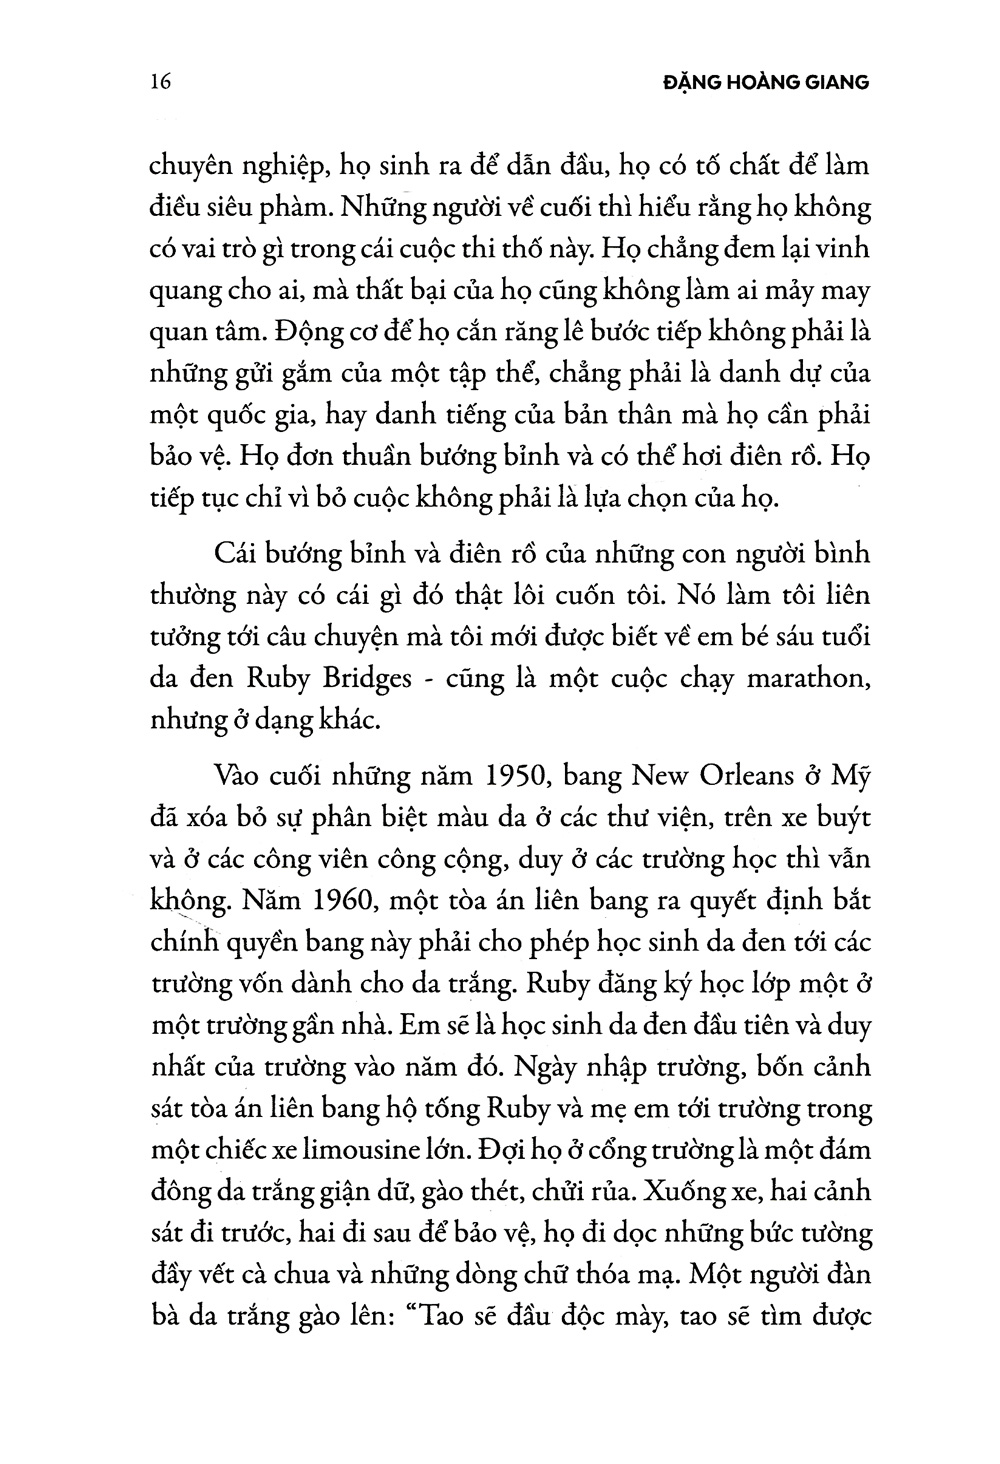 16
ĐẶNG HOÀNG GIANG
chuyên nghiệp, họ sinh ra để dẫn đầu, họ có tố chất để làm
điều siêu phàm. Những người về cuối thì hiểu rằng họ không
có vai trò gì trong cái cuộc thi thố này. Họ chẳng đem lại vinh
quang cho ai, mà thất bại của họ cũng không làm ai mảy may
quan tâm. Động cơ để họ cắn răng lê bước tiếp không phải là
những gửi gắm của một tập thể, chẳng phải là danh dự của
một quốc gia, hay danh tiếng của bản thân mà họ cần phải
bảo vệ. Họ đơn thuần bướng bỉnh và có thể hơi điên rồ. Họ
tiếp tục chỉ vì bỏ cuộc không phải là lựa chọn của họ.
Cái bướng bỉnh và điên rồ của những con người bình
thường này có cái gì đó thật lôi cuốn tôi. Nó làm tôi liên
tưởng tới câu chuyện mà tôi mới được biết về em bé sáu tuổi
da đen Ruby Bridges - cũng là một cuộc chạy marathon,
nhưng ở dạng khác.
Vào cuối những năm 1950, bang New Orleans ở Mỹ
đã xóa bỏ sự phân biệt màu da ở các thư viện, trên xe buýt
và ở các công viên công cộng, duy ở các trường học thì vẫn
không. Năm 1960, một tòa án liên bang ra quyết định bắt
chính quyền bang này phải cho phép học sinh da đen tới các
trường vốn dành cho da trắng. Ruby đăng ký học lớp một ở
một trường gần nhà. Em sẽ là học sinh da đen đầu tiên và duy
nhất của trường vào năm đó. Ngày nhập trường, bốn cảnh
sát tòa án liên bang hộ tống Ruby và mẹ em tới trường trong
một chiếc xe limousine lớn. Đợi họ ở cổng trường là một đám
đông da trắng giận dữ, gào thét, chửi rủa. Xuống xe, hai cảnh
sát đi trước, hai đi sau để bảo vệ, họ đi dọc những bức tường
đầy vết cà chua và những dòng chữ thóa mạ. Một người đàn
bà da trắng gào lên: “Tao sẽ đầu độc mày, tao sẽ tìm được